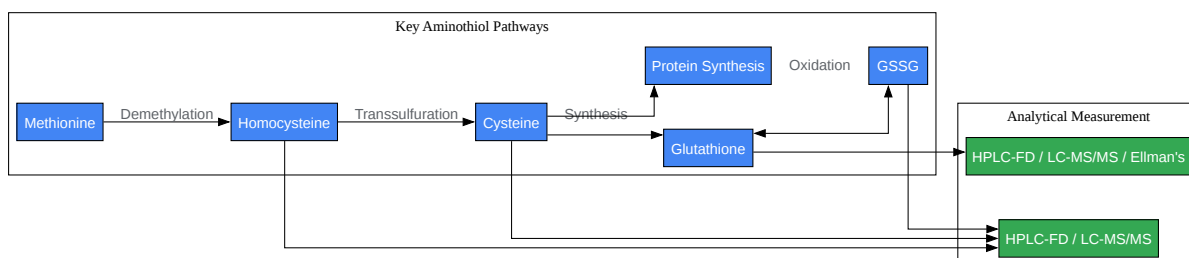 Key Aminothiol Pathways
Protein Synthesis
Oxidation
GSSG
Methionine
Demethylation
Homocysteine
Transsulfuration
Cysteine
Synthesis
Glutathione
Analytical Measurement
HPLC-FD / LC-MS/MS / Ellman's
HPLC-FD / LC-MS/MS